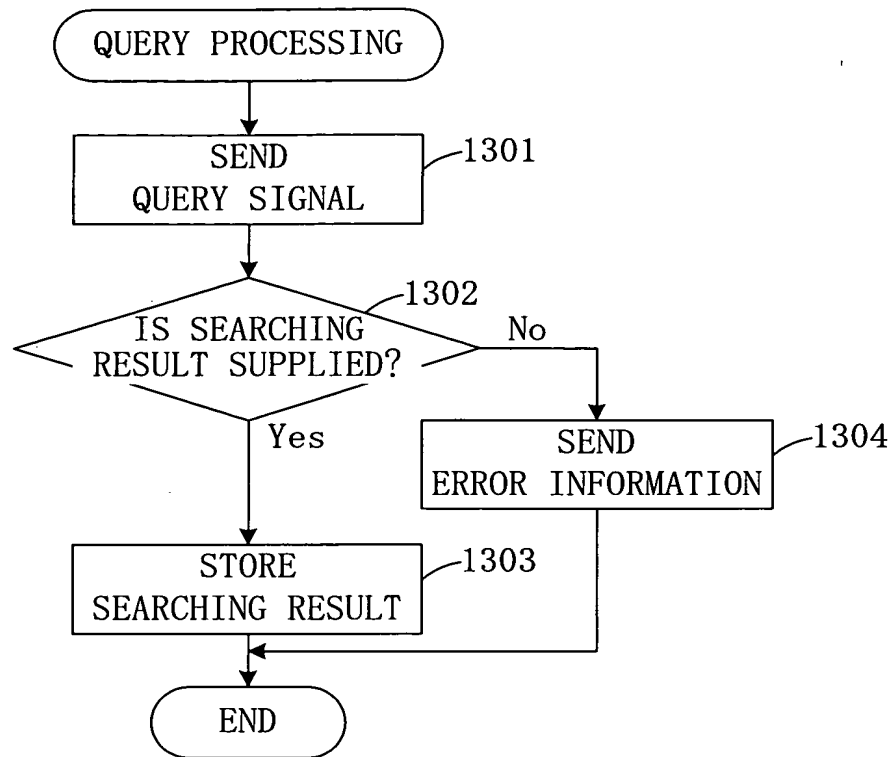 QUERY PROCESSING
SEND
QUERY SIGNAL
1301
IS SEARCHING
RESULT SUPPLIED?
1302
No
Yes
SEND
ERROR INFORMATION
1304
STORE
SEARCHING RESULT
1303
END